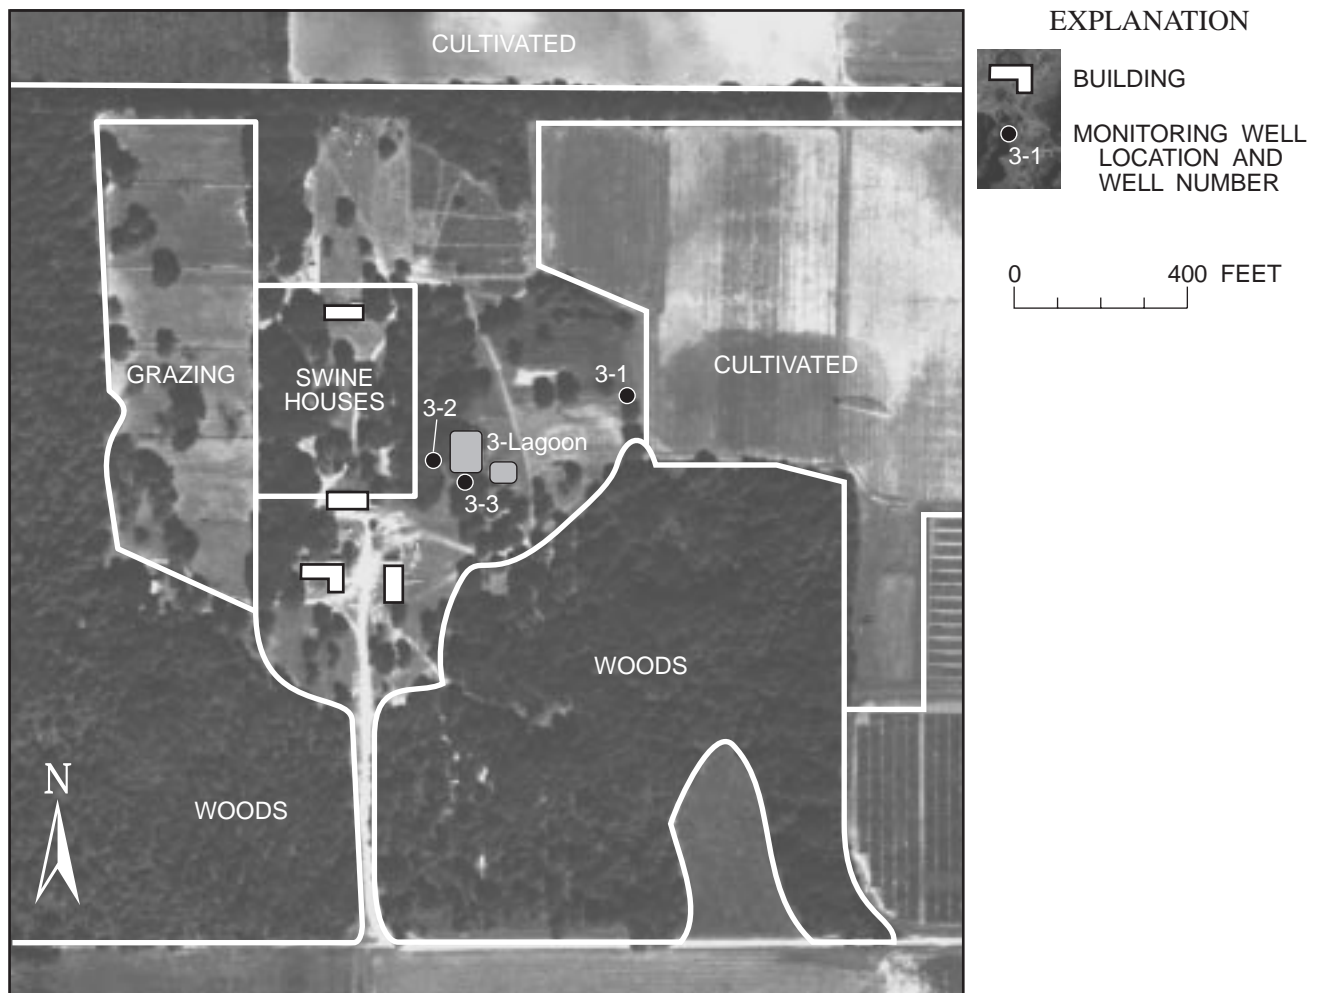 EXPLANATION
BUILDING
3-1
MONITORING WELL
LOCATION AND
WELL NUMBER
0 400 FEET
CULTIVATED
GRAZING
SWINE
HOUSES
CULTIVATED
3-1
3-2
3-Lagoon
3-3
WOODS
WOODS
N